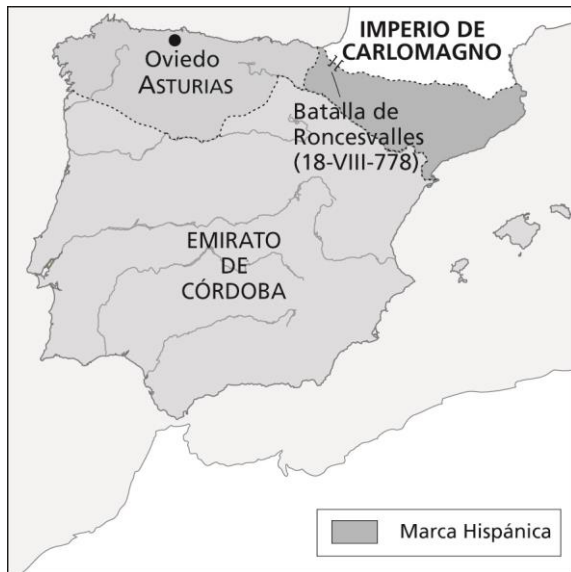 IMPERIO DE
CARLOMAGNO
Oviedo
ASTURIAS
Batalla de
Roncesvalles
(18-VIII-778)
EMIRATO
DE
CÓRDOBA
Marca Hispánica